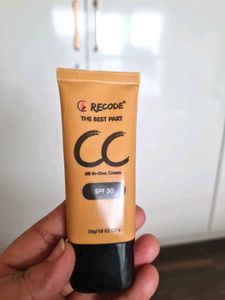 RECODE®
THE BEST PART
CC
All-in-One Cream
SPF 30